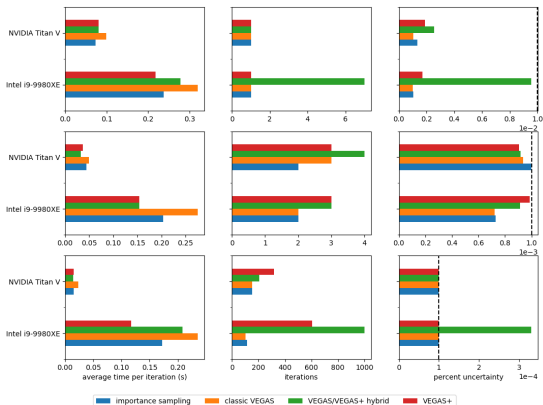 NVIDIA Titan V
Intel i9-9980XE
0.0 0.1 0.2 0.3
0 2 4 6
0.0 0.2 0.4 0.6 0.8 1.0
1e−2
NVIDIA Titan V
Intel i9-9980XE
0.00 0.05 0.10 0.15 0.20 0.25
0 1 2 3 4
0.0 0.2 0.4 0.6 0.8 1.0
1e−3
NVIDIA Titan V
Intel i9-9980XE
0.00 0.05 0.10 0.15 0.20
0 200 400 600 800 1000
0 1 2 3
1e−4
average time per iteration (s) iterations percent uncertainty
importance sampling classic VEGAS VEGAS/VEGAS+ hybrid VEGAS+